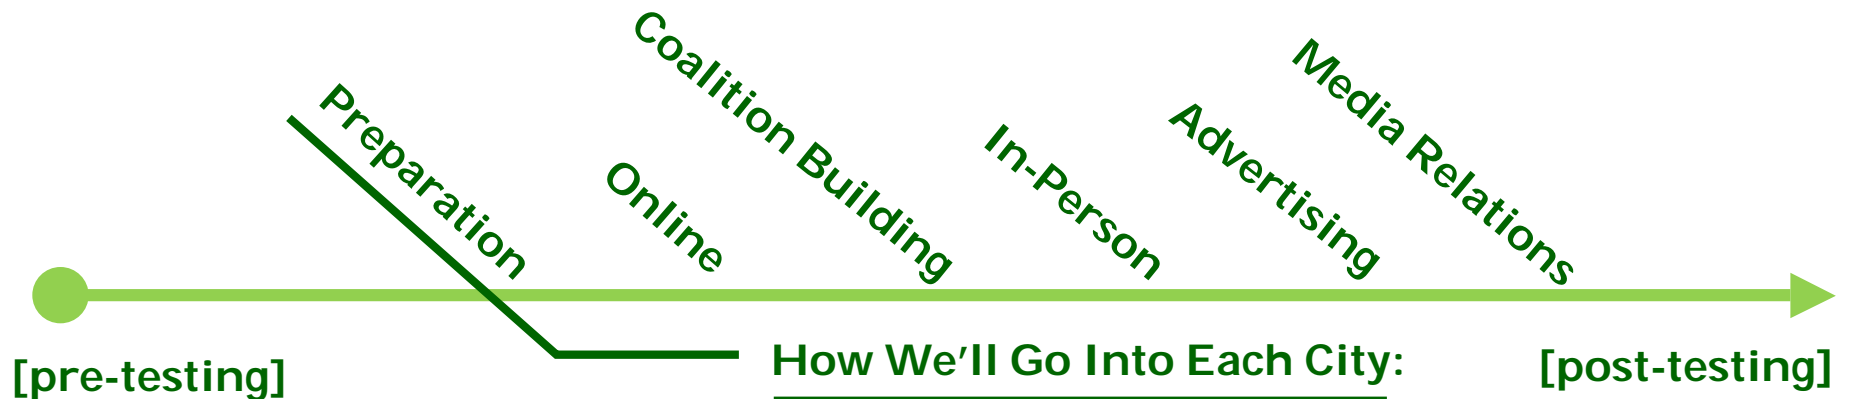 Preparation
Online
Coalition Building
In-Person
Advertising
Media Relations
[pre-testing]
How We’ll Go Into Each City:
[post-testing]